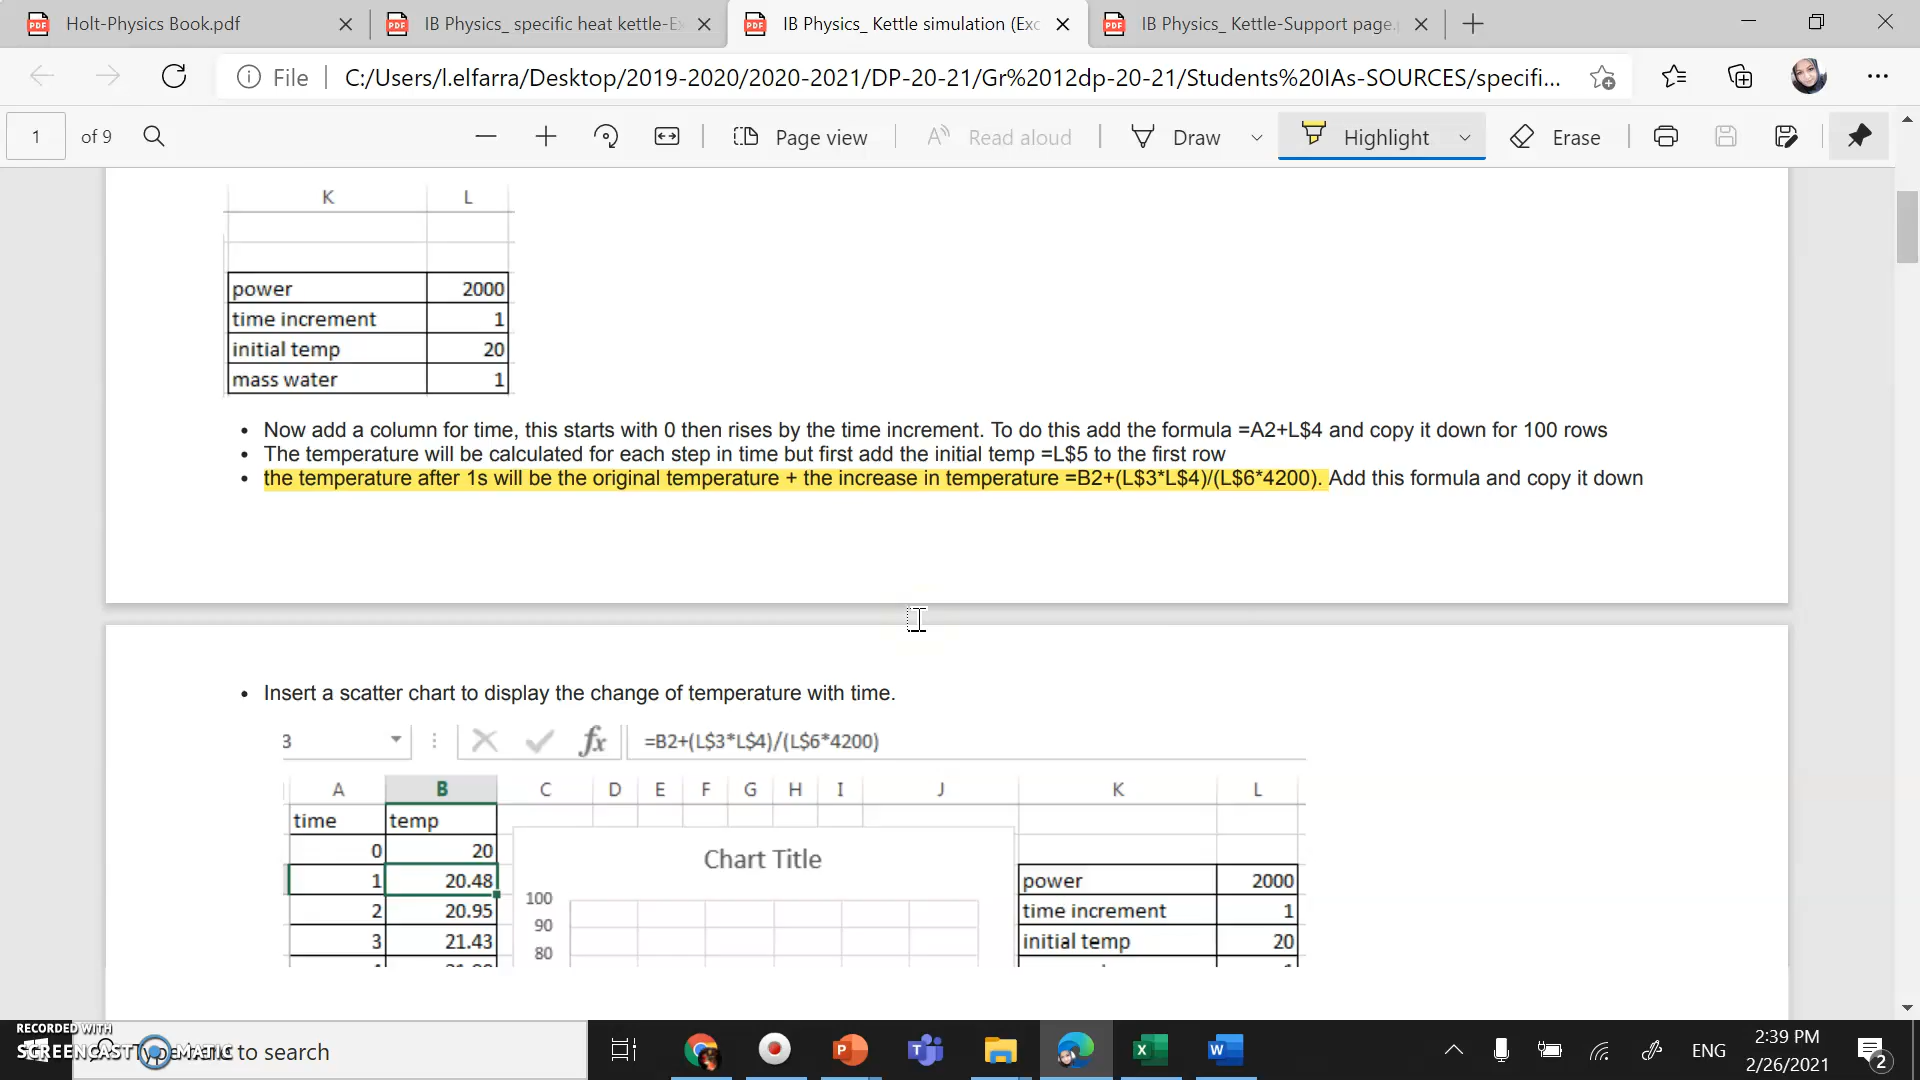 Holt-Physics Book.pdf
IB Physics_ specific heat kettle-Ex
IB Physics_ Kettle simulation (Exc
IB Physics_ Kettle-Support page.p
File
C:/Users/l.elfarra/Desktop/2019-2020/2020-2021/DP-20-21/Gr%2012dp-20-21/Students%20IAs-SOURCES/specifi...
1 of 9
Page view
Read aloud
Draw
Highlight
Erase
K L
power 2000
time increment 1
initial temp 20
mass water 1
• Now add a column for time, this starts with 0 then rises by the time increment. To do this add the formula =A2+L$4 and copy it down for 100 rows
• The temperature will be calculated for each step in time but first add the initial temp =L$5 to the first row
• the temperature after 1s will be the original temperature + the increase in temperature =B2+(L$3*L$4)/(L$6*4200). Add this formula and copy it down
• Insert a scatter chart to display the change of temperature with time.
3 fx =B2+(L$3*L$4)/(L$6*4200)
A B C D E F G H I J K L
time temp
0 20
1 20.48
2 20.95
3 21.43
Chart Title
100
90
80
power 2000
time increment 1
initial temp 20
RECORDED WITH
SCREENCAST MATIC
Type here to search
ENG
2:39 PM
2/26/2021
2